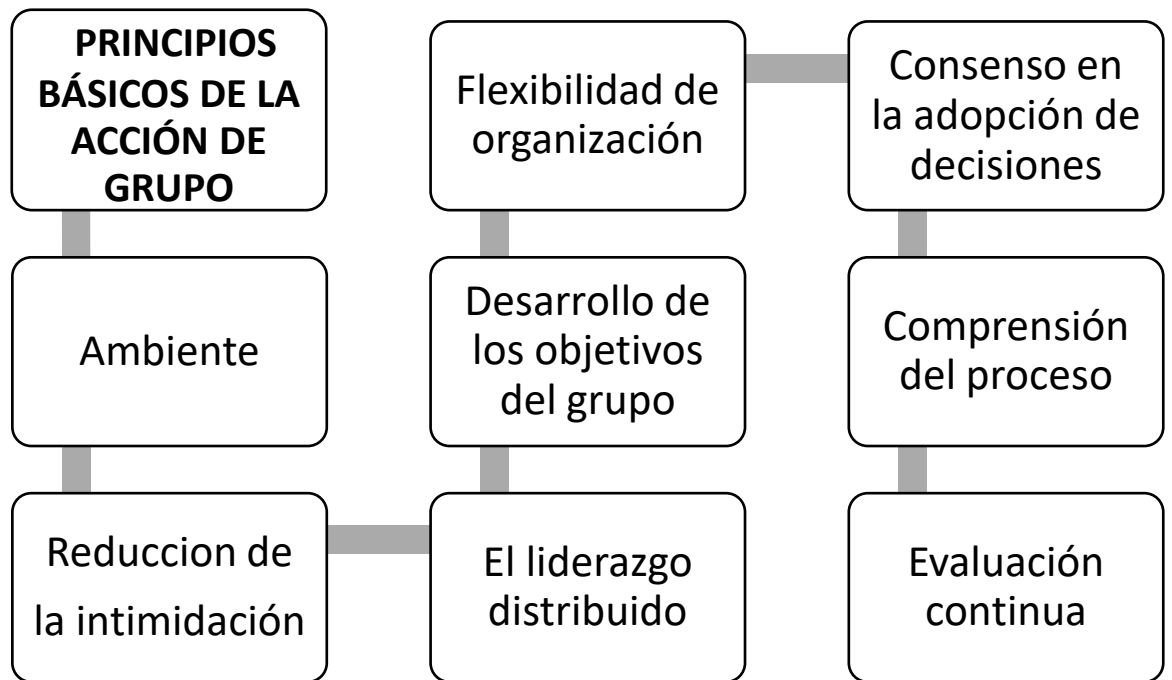 PRINCIPIOS
BÁSICOS DE LA
ACCIÓN DE
GRUPO
Ambiente
Reduccion de
la intimidación
El liderazgo
distribuido
Desarrollo de
los objetivos
del grupo
Flexibilidad de
organización
Consenso en
la adopción de
decisiones
Comprensión
del proceso
Evaluación
continua